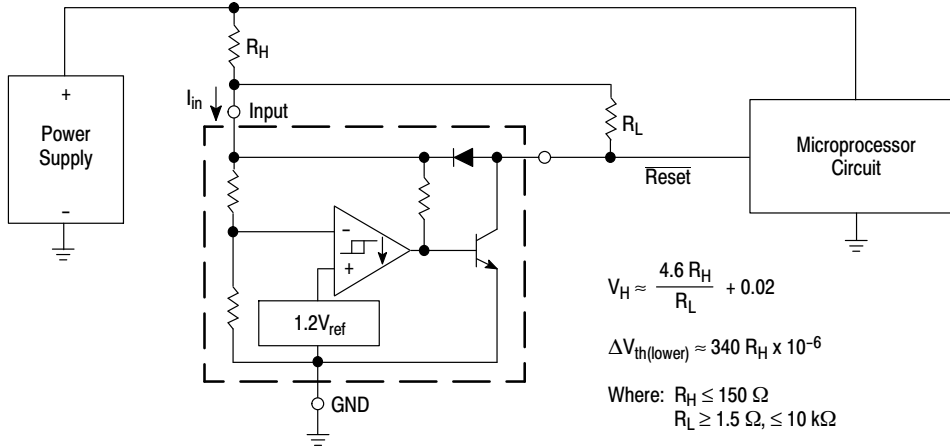 R_H
I_in
Input
+
Power
Supply
−
R_L
Reset
Microprocessor
Circuit
−
+
1.2V_ref
GND
V_H ≈ 4.6 R_H / R_L + 0.02
ΔV_th(lower) ≈ 340 R_H x 10⁻⁶
Where: R_H ≤ 150 Ω
R_L ≥ 1.5 Ω, ≤ 10 kΩ